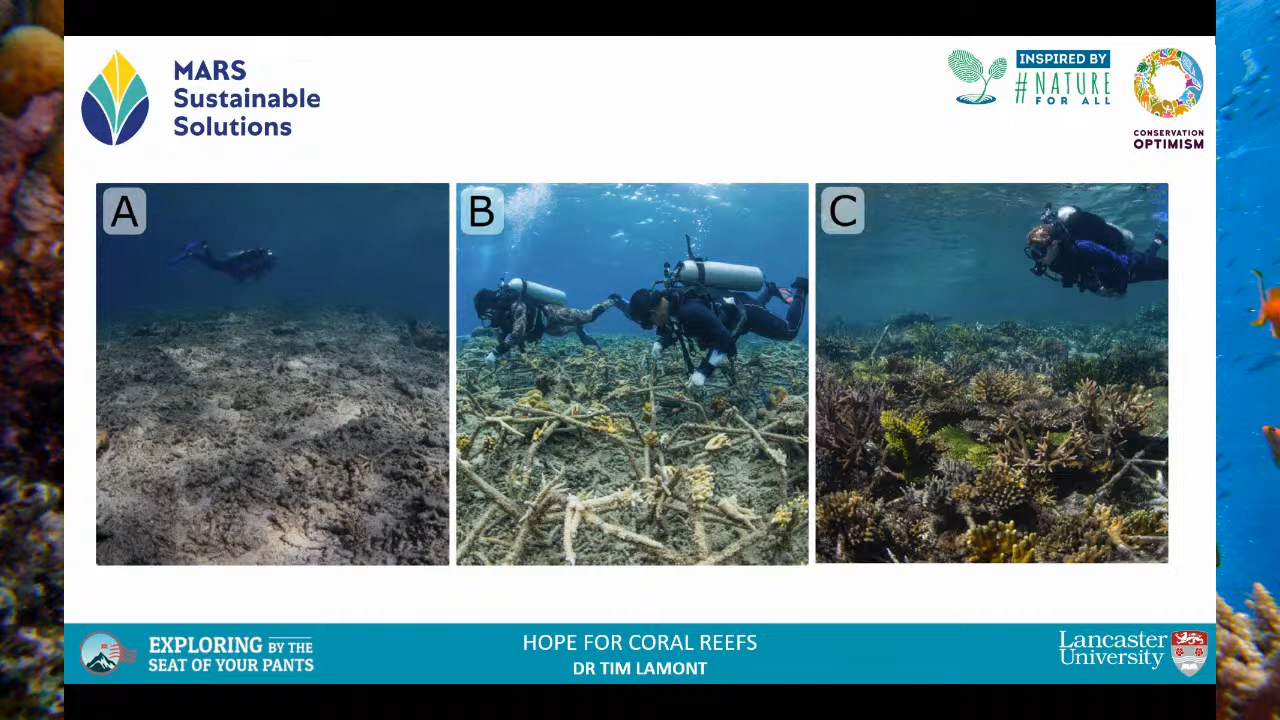 MARS
Sustainable
Solutions
INSPIRED BY
#NATURE
FOR ALL
CONSERVATION
OPTIMISM
A
B
C
EXPLORING BY THE
SEAT OF YOUR PANTS
HOPE FOR CORAL REEFS
DR TIM LAMONT
Lancaster
University